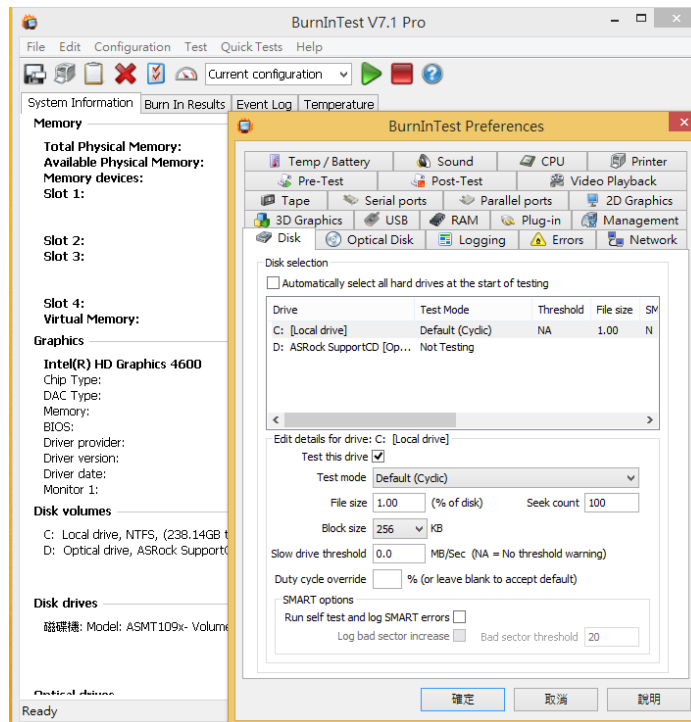 BurnInTest V7.1 Pro
File Edit Configuration Test Quick Tests Help
Current configuration
System Information Burn In Results Event Log Temperature
Memory
Total Physical Memory:
Available Physical Memory:
Memory devices:
Slot 1:
Slot 2:
Slot 3:
Slot 4:
Virtual Memory:
Graphics
Intel(R) HD Graphics 4600
Chip Type:
DAC Type:
Memory:
BIOS:
Driver provider:
Driver version:
Driver date:
Monitor 1:
Disk volumes
C: Local drive, NTFS, (238.14GB t
D: Optical drive, ASRock Support
Disk drives
磁碟機: Model: ASMT109x- Volume
Optical drives
Ready
BurnInTest Preferences
Temp / Battery Sound CPU Printer
Pre-Test Post-Test Video Playback
Tape Serial ports Parallel ports 2D Graphics
3D Graphics USB RAM Plug-in Management
Disk Optical Disk Logging Errors Network
Disk selection
Automatically select all hard drives at the start of testing
Drive Test Mode Threshold File size SM
C: [Local drive] Default (Cyclic) NA 1.00 N
D: ASRock SupportCD [Op... Not Testing
Edit details for drive: C: [Local drive]
Test this drive
Test mode Default (Cyclic)
File size 1.00 (% of disk) Seek count 100
Block size 256 KB
Slow drive threshold 0.0 MB/Sec (NA = No threshold warning)
Duty cycle override % (or leave blank to accept default)
SMART options
Run self test and log SMART errors
Log bad sector increase Bad sector threshold 20
確定 取消 說明